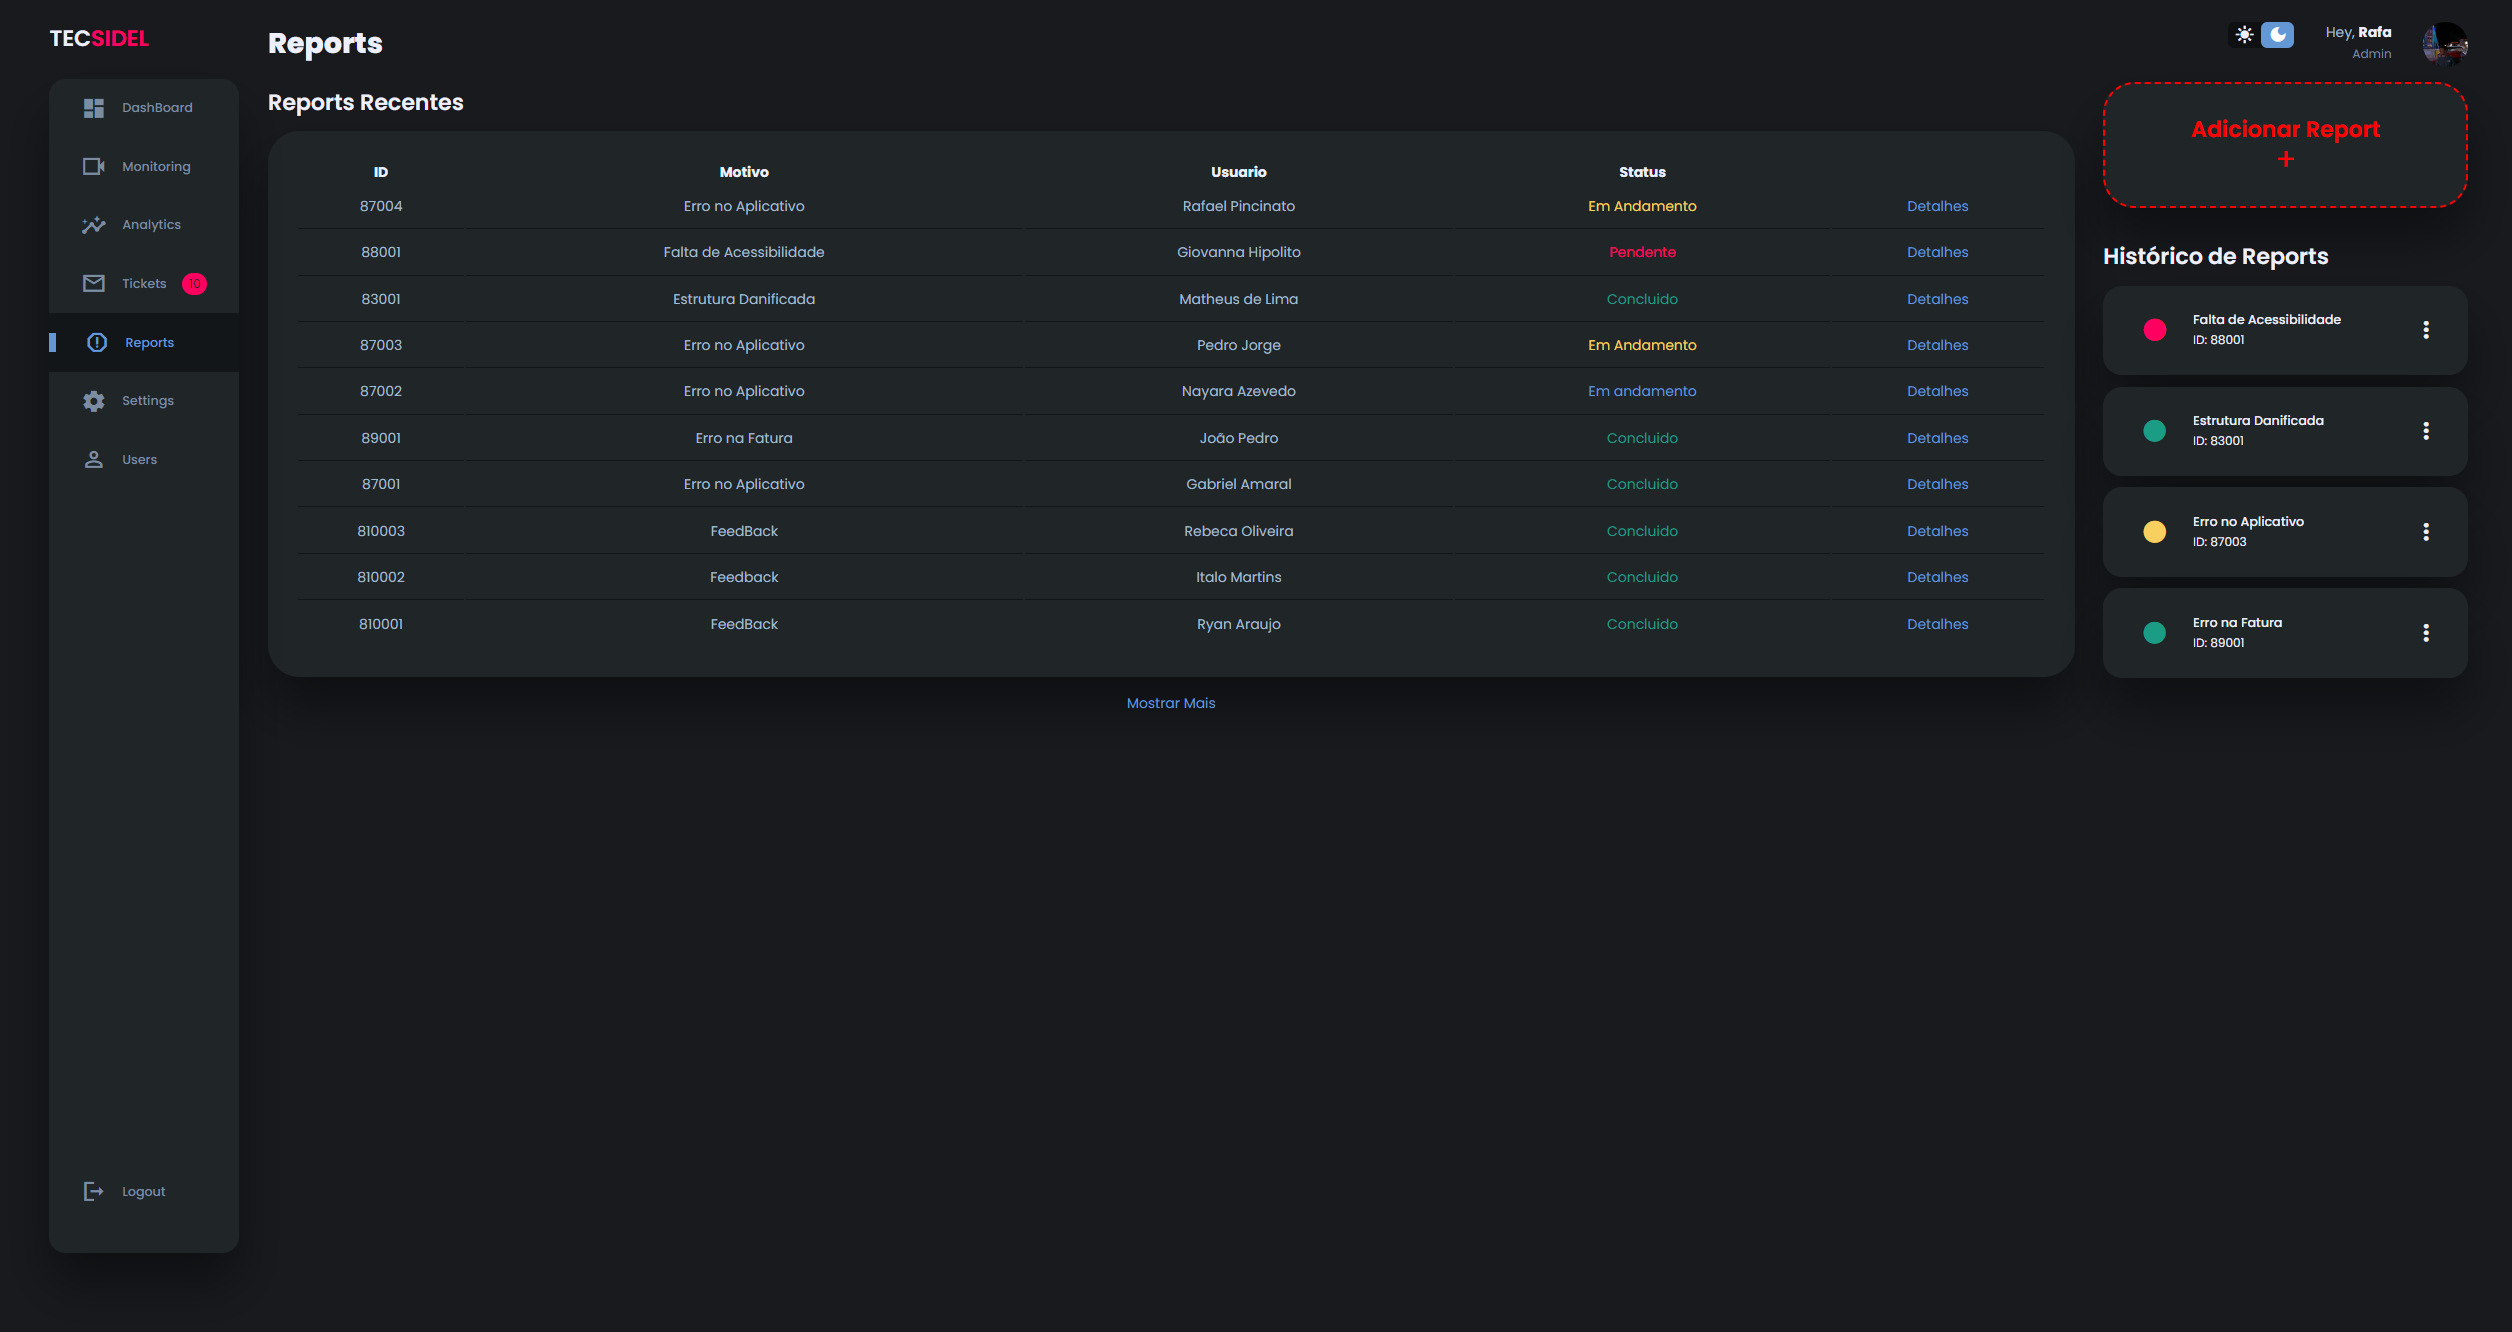 TECSIDEL
DashBoard
Monitoring
Analytics
Tickets 10
Reports
Settings
Users
Logout
Reports
Reports Recentes
ID Motivo Usuario Status
87004 Erro no Aplicativo Rafael Pincinato Em Andamento Detalhes
88001 Falta de Acessibilidade Giovanna Hipolito Pendente Detalhes
83001 Estrutura Danificada Matheus de Lima Concluido Detalhes
87003 Erro no Aplicativo Pedro Jorge Em Andamento Detalhes
87002 Erro no Aplicativo Nayara Azevedo Em andamento Detalhes
89001 Erro na Fatura João Pedro Concluido Detalhes
87001 Erro no Aplicativo Gabriel Amaral Concluido Detalhes
810003 FeedBack Rebeca Oliveira Concluido Detalhes
810002 Feedback Italo Martins Concluido Detalhes
810001 FeedBack Ryan Araujo Concluido Detalhes
Mostrar Mais
Hey, Rafa
Admin
Adicionar Report
+
Histórico de Reports
Falta de Acessibilidade
ID: 88001
Estrutura Danificada
ID: 83001
Erro no Aplicativo
ID: 87003
Erro na Fatura
ID: 89001